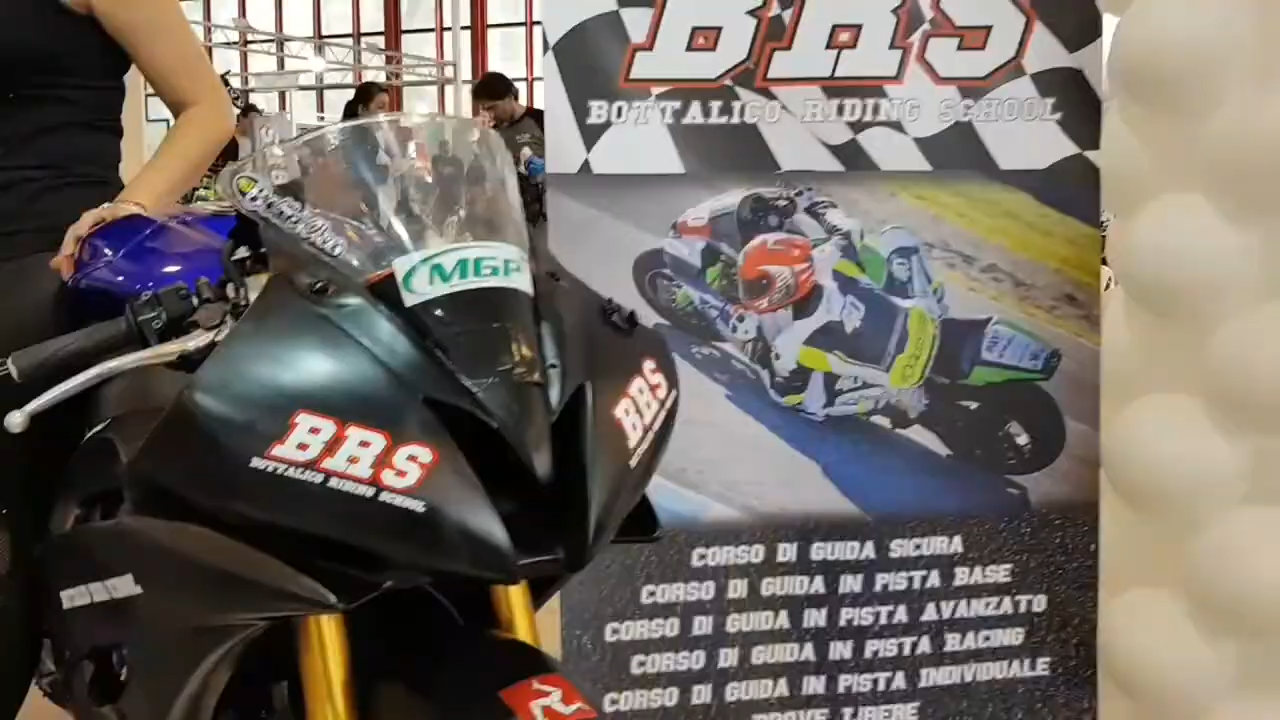 BRS
BOTTALICO RIDING SCHOOL
MGP
BRS
BOTTALICO RIDING SCHOOL
BRS
CORSO DI GUIDA SICURA
CORSO DI GUIDA IN PISTA BASE
CORSO DI GUIDA IN PISTA AVANZATO
CORSO DI GUIDA IN PISTA RACING
CORSO DI GUIDA IN PISTA INDIVIDUALE
PROVE LIBERE